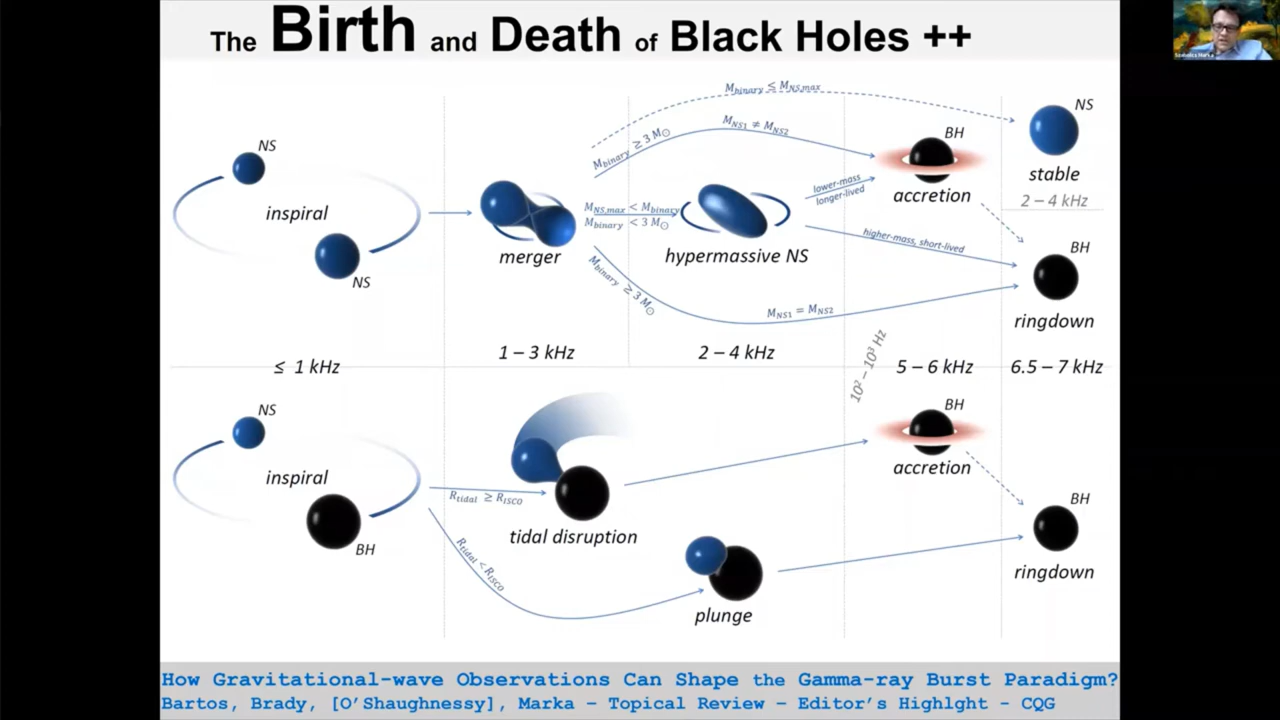 The Birth and Death of Black Holes ++
M_binary ≤ M_NS,max
NS
M_binary ≥ 3 M_⊙
M_NS1 ≠ M_NS2
BH
NS
stable
2 – 4 kHz
inspiral
NS
merger
M_NS,max < M_binary
M_binary < 3 M_⊙
hypermassive NS
lower-mass
longer-lived
accretion
higher-mass, short-lived
BH
ringdown
M_binary ≥ 3 M_⊙
M_NS1 = M_NS2
≤ 1 kHz
1 – 3 kHz
2 – 4 kHz
10² – 10³ Hz
5 – 6 kHz
6.5 – 7 kHz
NS
inspiral
BH
R_tidal ≥ R_ISCO
tidal disruption
BH
accretion
R_tidal < R_ISCO
plunge
BH
ringdown
How Gravitational-wave Observations Can Shape the Gamma-ray Burst Paradigm?
Bartos, Brady, [O'Shaughnessy], Marka – Topical Review – Editor's Highlght - CQG